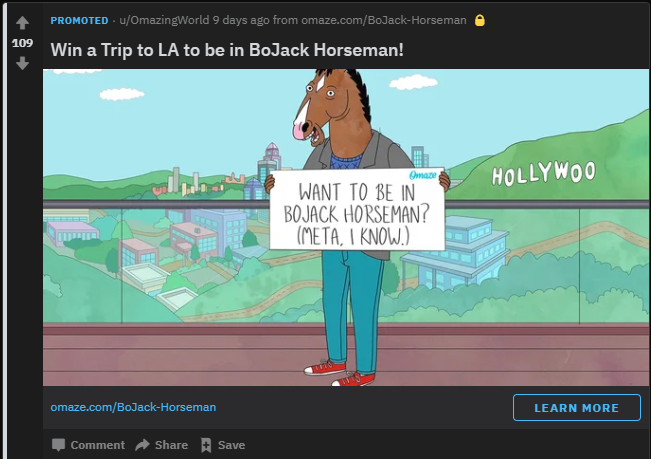 PROMOTED · u/OmazingWorld 9 days ago from omaze.com/BoJack-Horseman
109
Win a Trip to LA to be in BoJack Horseman!
Omaze
HOLLYWOO
WANT TO BE IN
BOJACK HORSEMAN?
(META, I KNOW.)
omaze.com/BoJack-Horseman
LEARN MORE
Comment Share Save